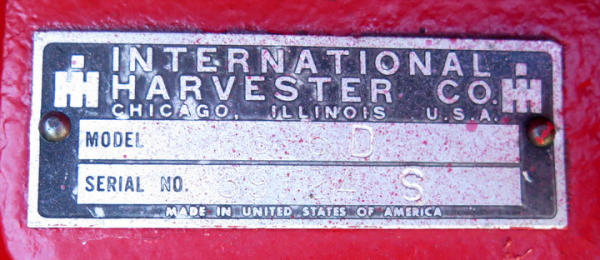 INTERNATIONAL
HARVESTER CO.
CHICAGO, ILLINOIS U.S.A.
MODEL D
SERIAL NO. S
MADE IN UNITED STATES OF AMERICA